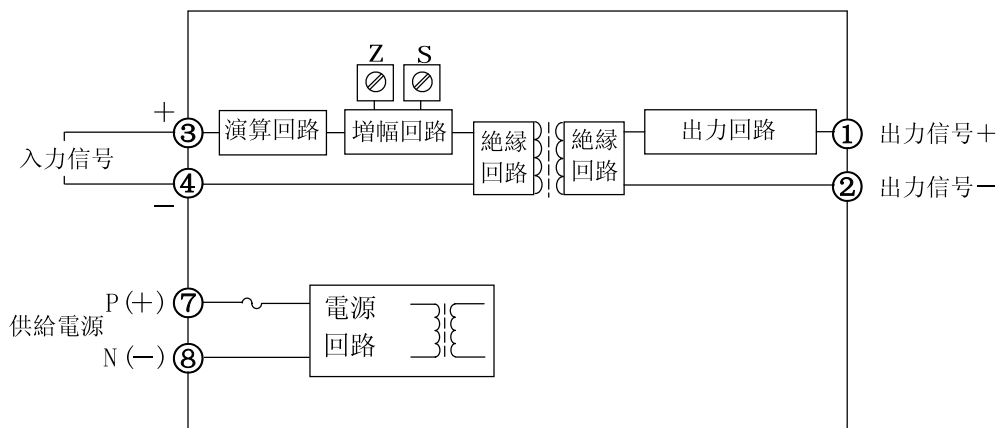 Z S
+
③ 演算回路 増幅回路 絶縁回路 絶縁回路 出力回路 ① 出力信号+
入力信号
④ ② 出力信号-
-
P(+) ⑦ 電源回路
供給電源
N(-) ⑧